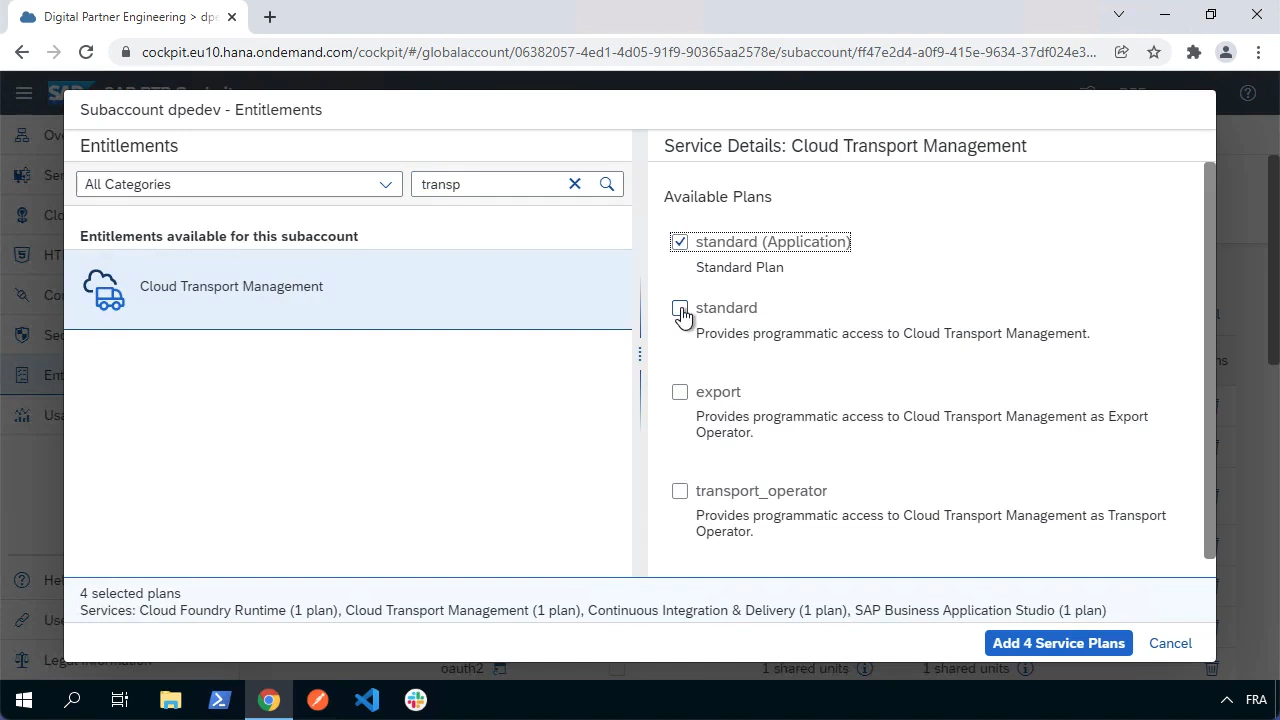 Digital Partner Engineering > dpe
cockpit.eu10.hana.ondemand.com/cockpit/#/globalaccount/06382057-4ed1-4d05-91f9-90365aa2578e/subaccount/ff47e2d4-a0f9-415e-9634-37df024e3...
Subaccount dpedev - Entitlements
Entitlements
Service Details: Cloud Transport Management
All Categories
transp
Available Plans
Entitlements available for this subaccount
standard (Application)
Standard Plan
Cloud Transport Management
standard
Provides programmatic access to Cloud Transport Management.
export
Provides programmatic access to Cloud Transport Management as Export
Operator.
transport_operator
Provides programmatic access to Cloud Transport Management as Transport
Operator.
4 selected plans
Services: Cloud Foundry Runtime (1 plan), Cloud Transport Management (1 plan), Continuous Integration & Delivery (1 plan), SAP Business Application Studio (1 plan)
Add 4 Service Plans
Cancel
oauth2
1 shared units
1 shared units
FRA